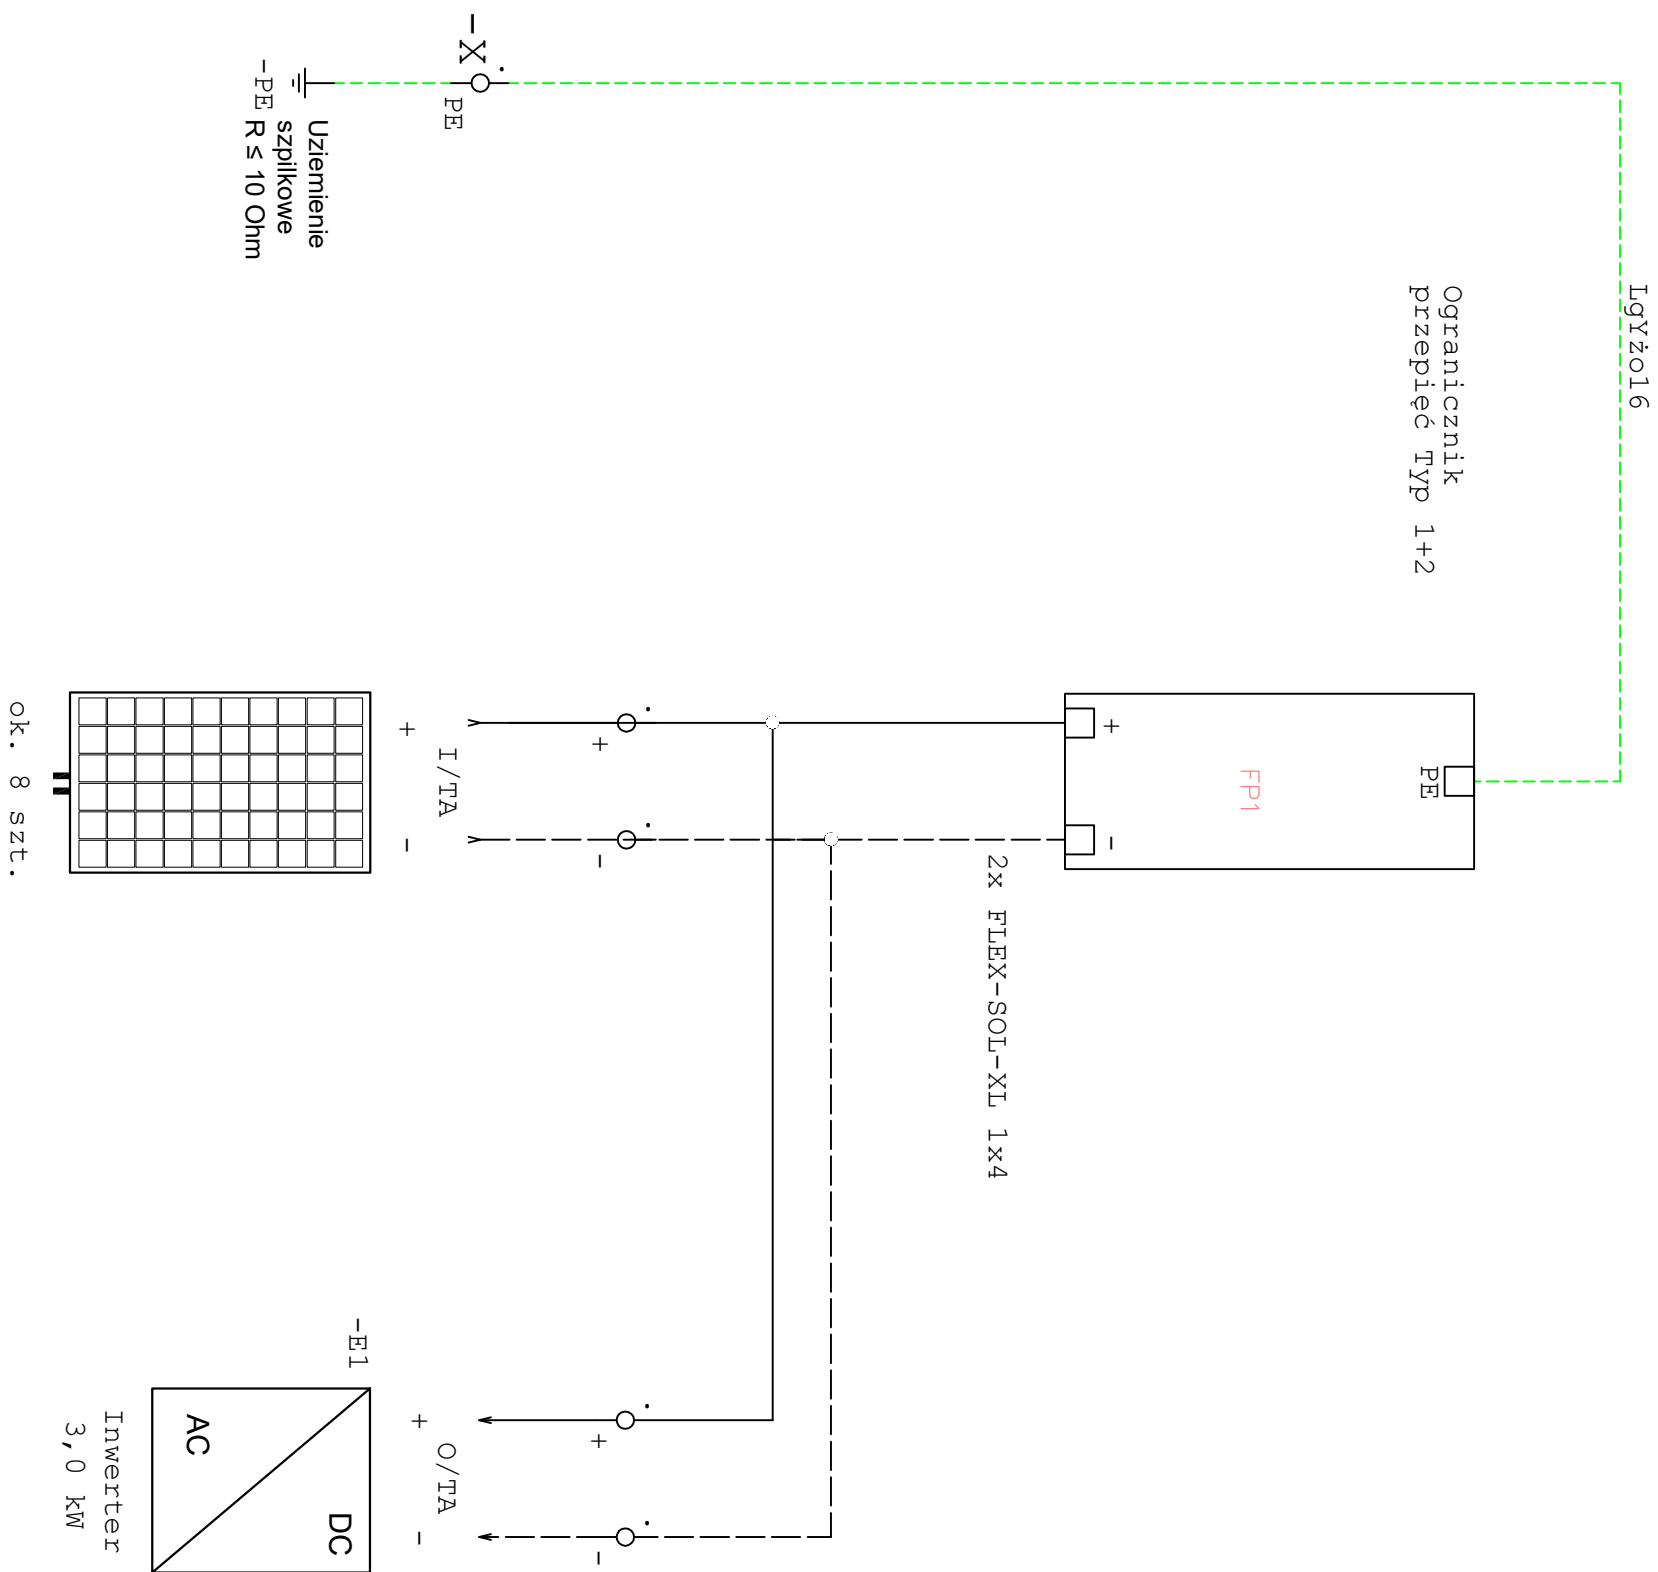 LgYżo16
Ogranicznik
przepięć Typ 1+2
PE
FP1
+
-
2x FLEX-SOL-XL 1x4
-X
PE
-PE
Uziemienie
szpilkowe
R ≤ 10 Ohm
+
-
I/TA
+
-
ok. 8 szt.
+
-
O/TA
+
-
-E1
AC
DC
Inwerter
3,0 kW